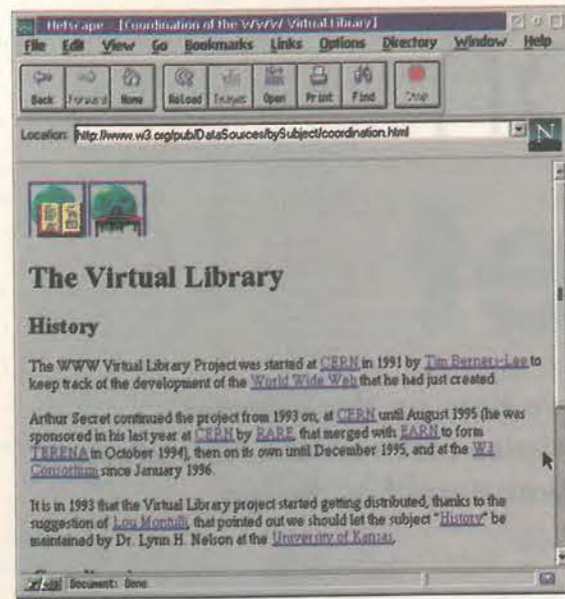 Netscape - [Coordination of the WWW Virtual Library]
File Edit View Go Bookmarks Links Options Directory Window Help
Back Forward Home Reload Images Open Print Find Stop
Location: http://www.w3.org/pub/DataSources/bySubject/coordination.html
N
The Virtual Library
History
The WWW Virtual Library Project was started at CERN in 1991 by Tim Berners-Lee to
keep track of the development of the World Wide Web that he had just created.
Arthur Secret continued the project from 1993 on, at CERN until August 1995 (he was
sponsored in his last year at CERN by RARE, that merged with EARN to form
TERENA in October 1994), then on its own until December 1995, and at the W3
Consortium since January 1996.
It is in 1993 that the Virtual Library project started getting distributed, thanks to the
suggestion of Lou Montulli, that pointed out we should let the subject "History" be
maintained by Dr. Lynn H. Nelson at the University of Kansas.
Document: Done